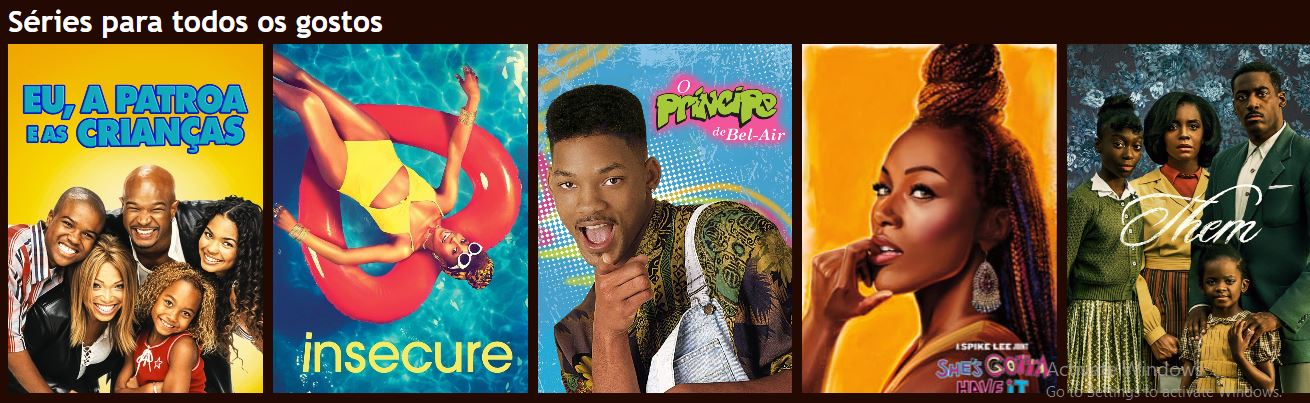 Séries para todos os gostos
EU, A PATROA
E AS CRIANÇAS
insecure
O
PRÍNCIPE
de Bel-Air
A SPIKE LEE JOINT
SHE'S GOTTA
HAVE iT
Them
Activate Windows
Go to Settings to activate Windows.